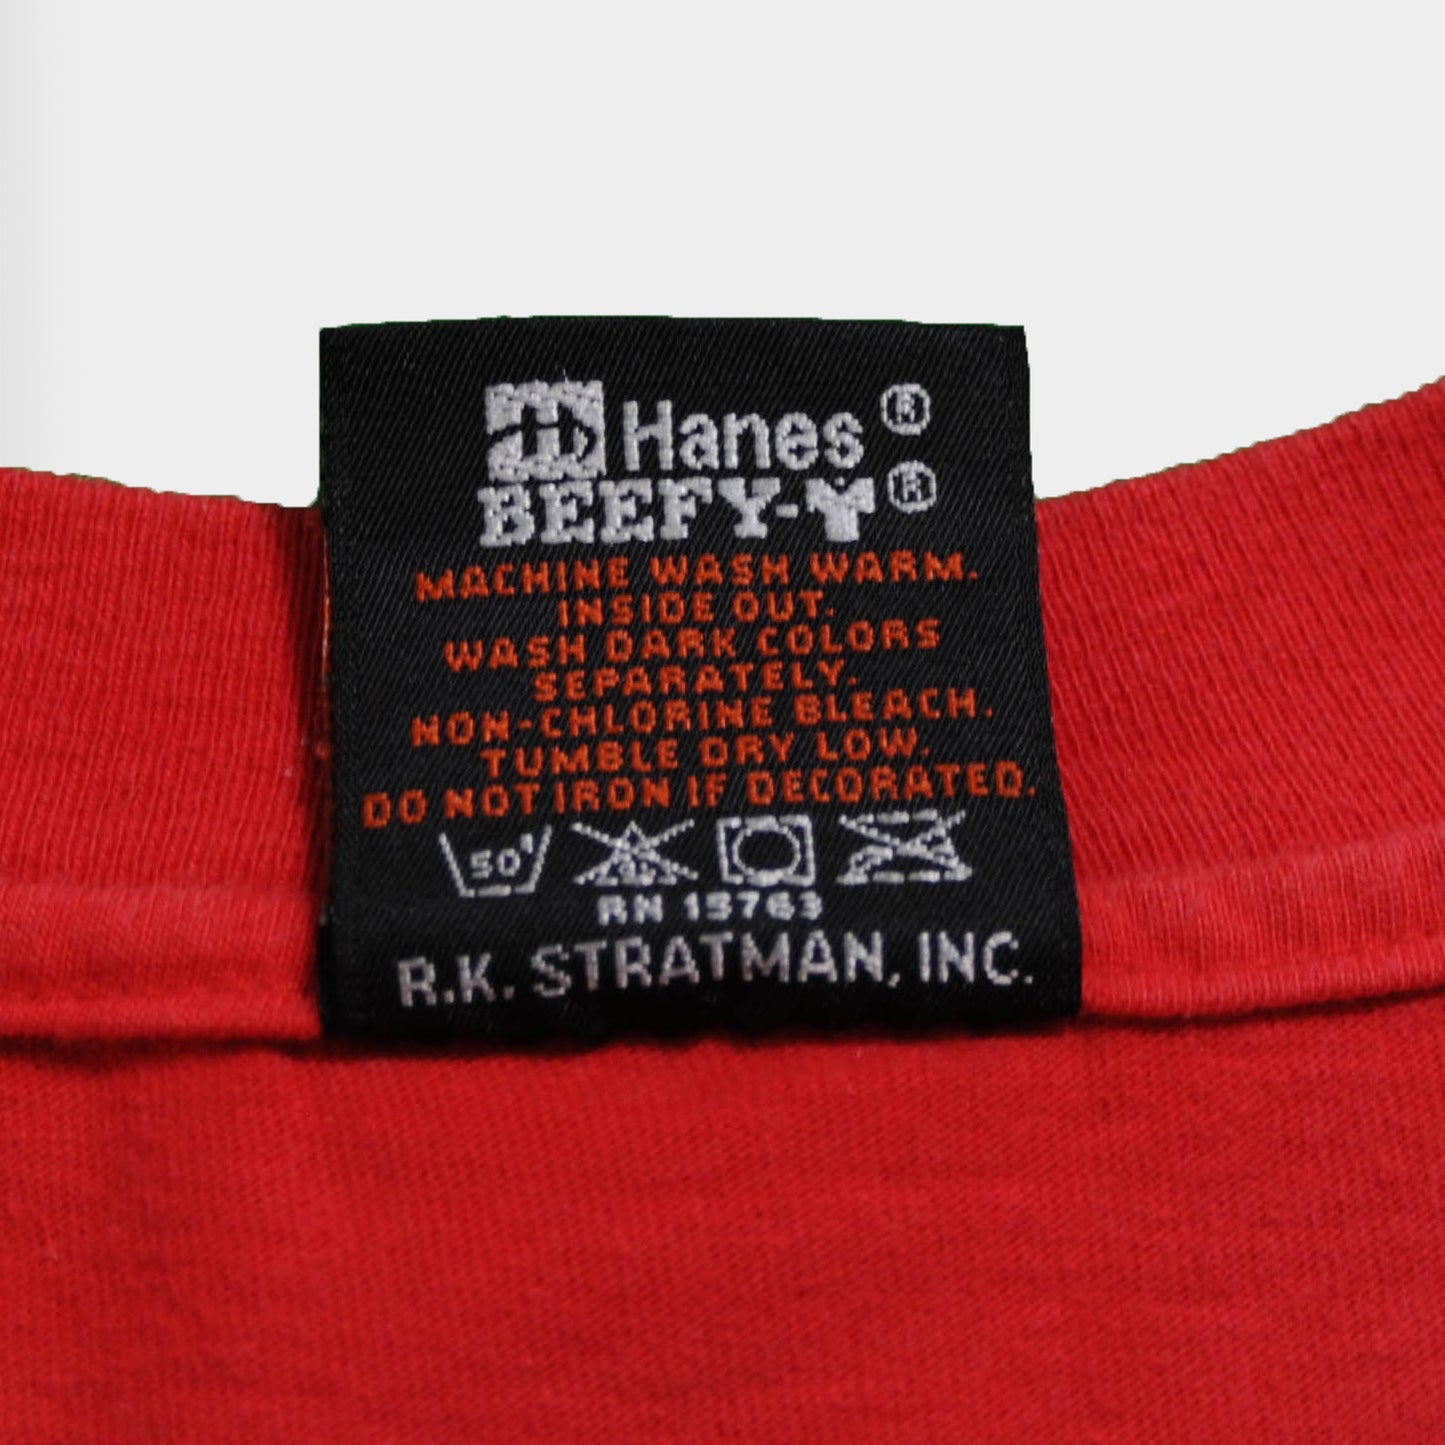 Hanes ®
BEEFY-T ®
MACHINE WASH WARM.
INSIDE OUT.
WASH DARK COLORS
SEPARATELY.
NON-CHLORINE BLEACH.
TUMBLE DRY LOW.
DO NOT IRON IF DECORATED.
50°
RN 15763
R.K. STRATMAN, INC.